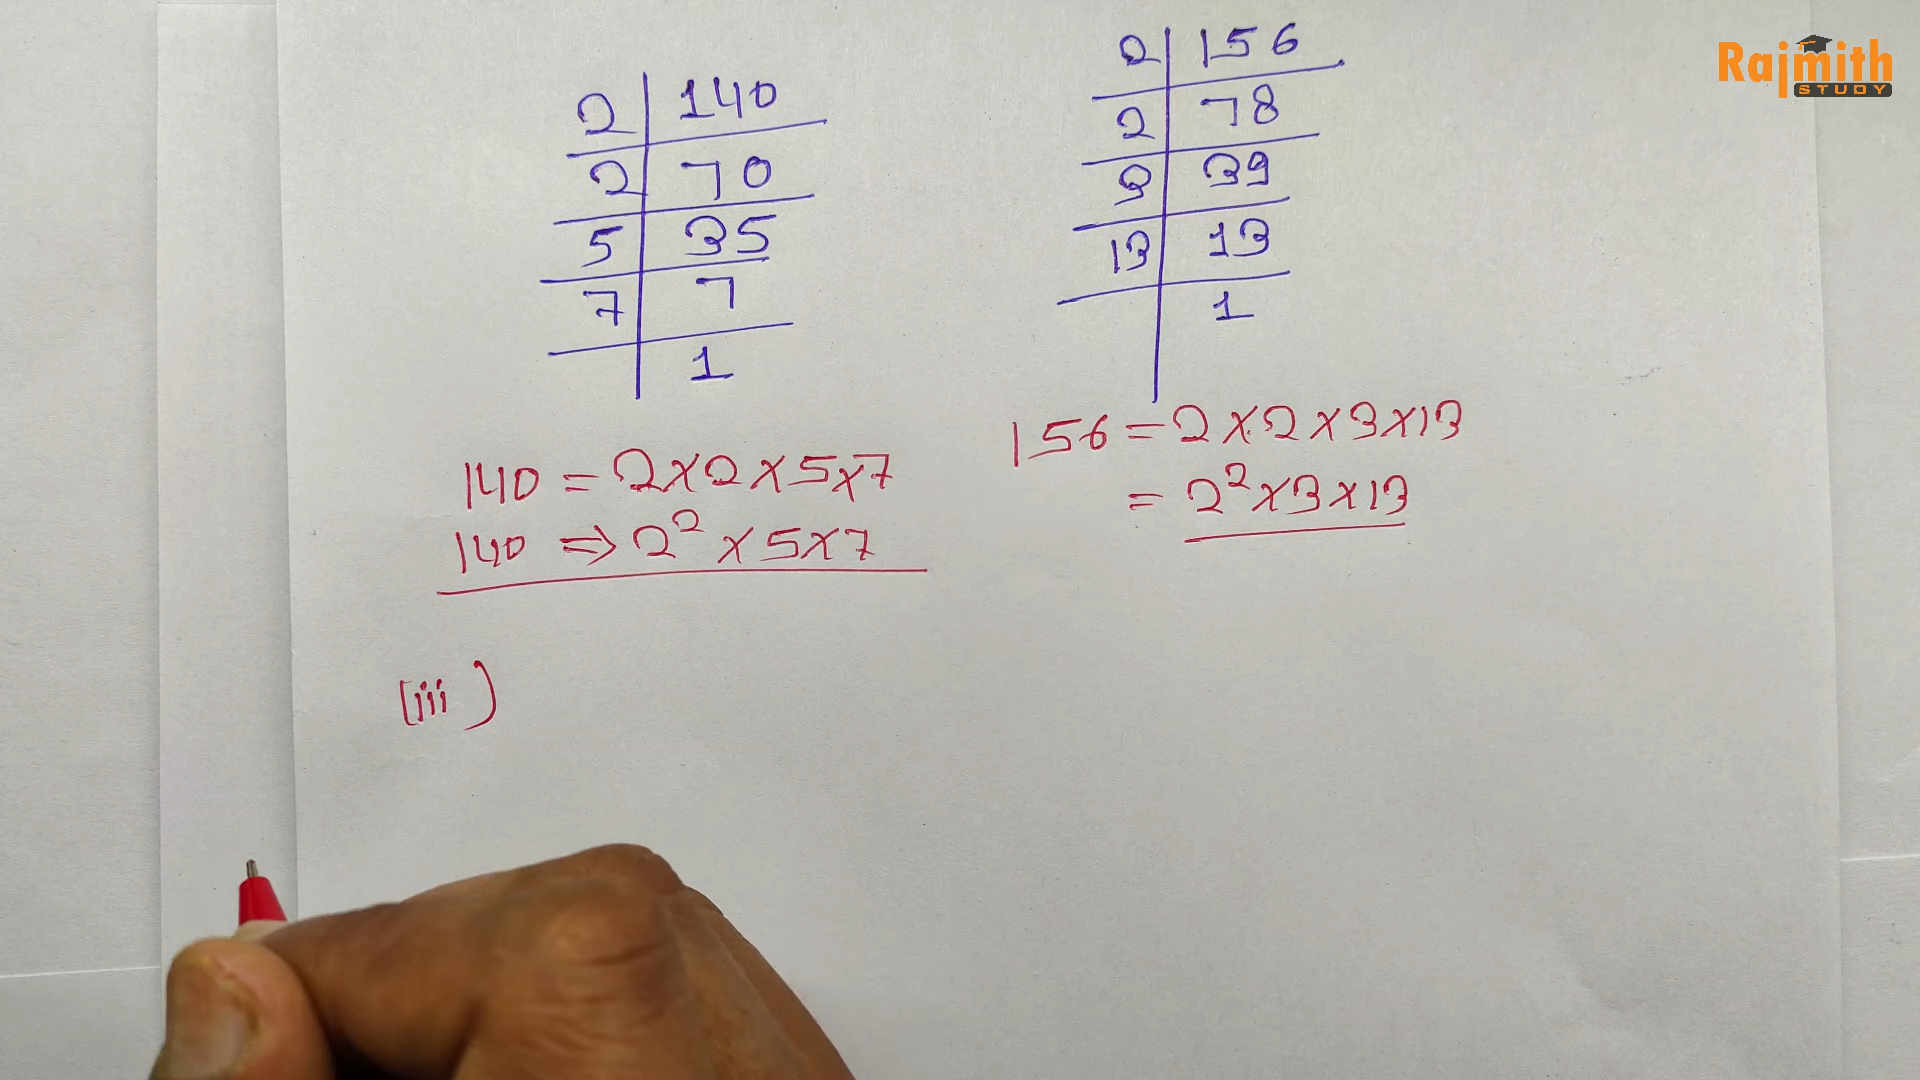 2 | 140
2 | 70
5 | 35
7 | 7
1
140 = 2×2×5×7
140 ⇒ 2² × 5×7
2 | 156
2 | 78
3 | 39
13 | 13
1
156 = 2×2×3×13
= 2² ×3×13
(iii)
Rajmith
STUDY